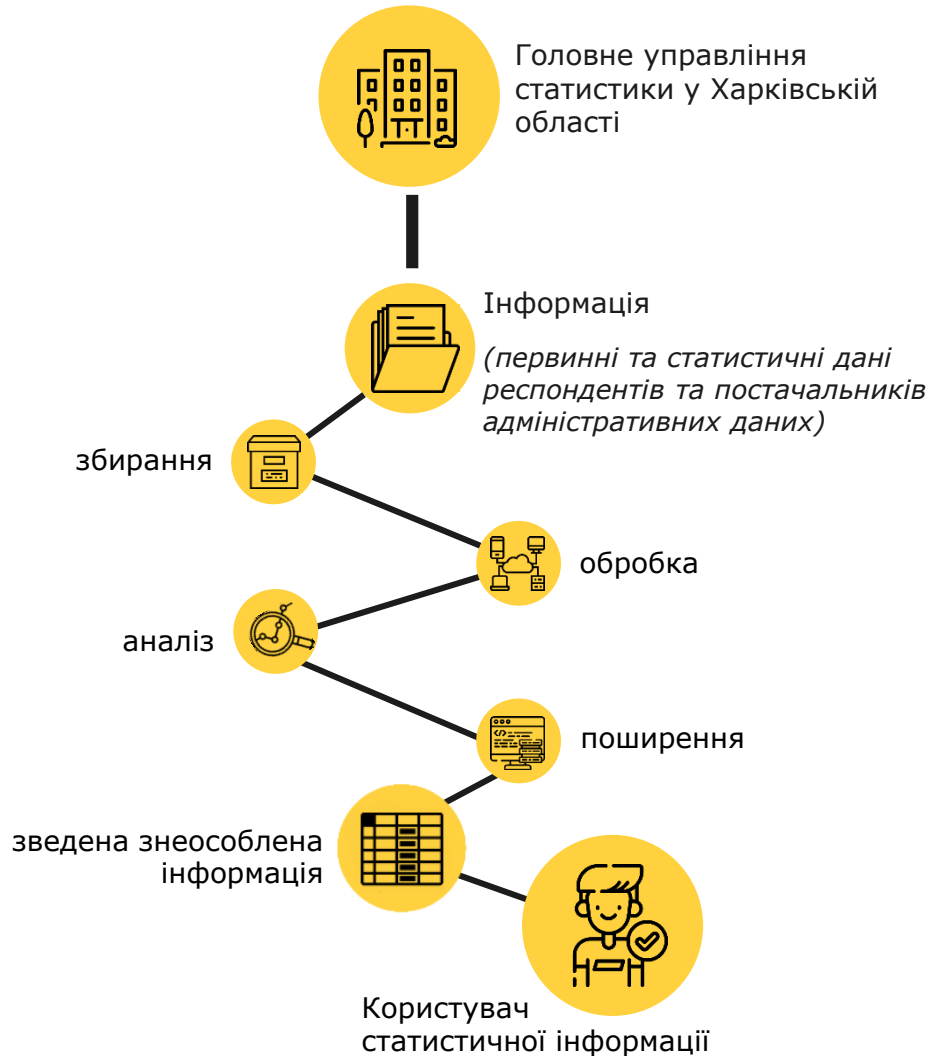 Головне управління
статистики у Харківській
області
Інформація
(первинні та статистичні дані
респондентів та постачальників
адміністративних даних)
збирання
обробка
аналіз
поширення
зведена знеособлена
інформація
Користувач
статистичної інформації